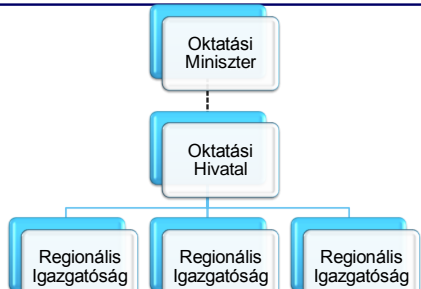 Oktatási
Miniszter
Oktatási
Hivatal
Regionális
Igazgatóság
Regionális
Igazgatóság
Regionális
Igazgatóság